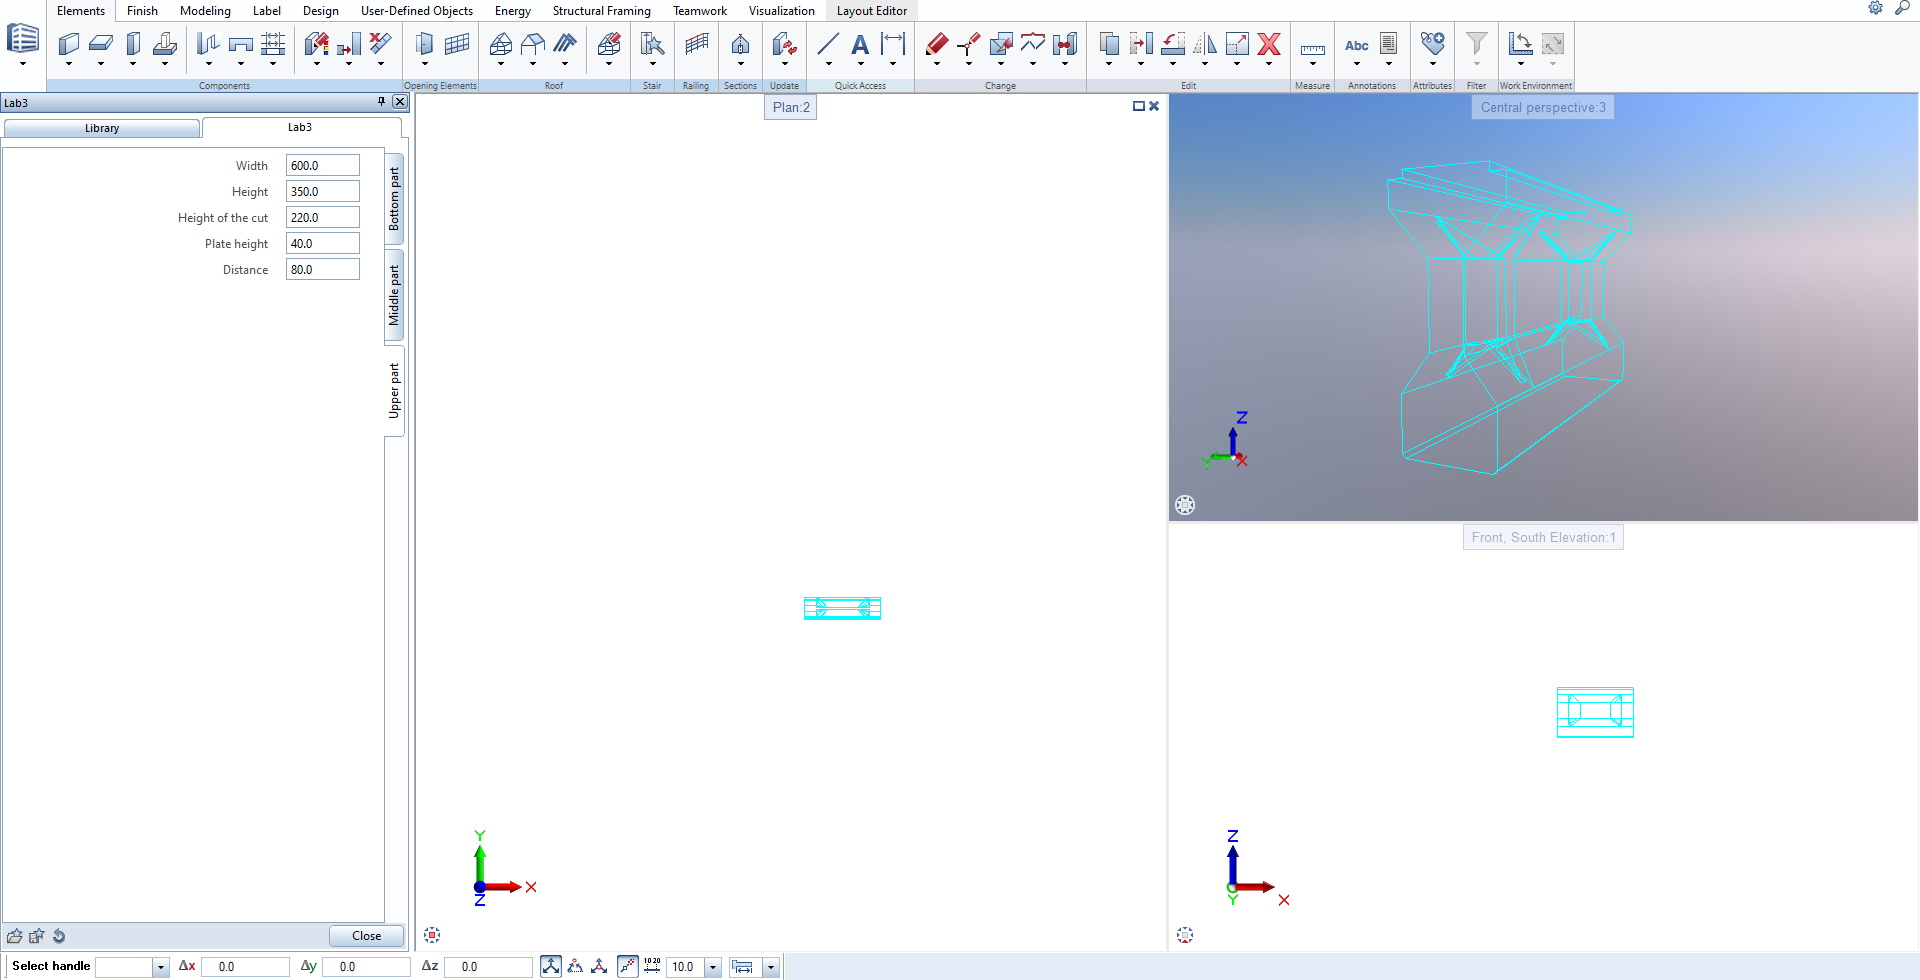 Elements Finish Modeling Label Design User-Defined Objects Energy Structural Framing Teamwork Visualization Layout Editor
A Abc
Components Opening Elements Roof Stair Railing Sections Update Quick Access Change Edit Measure Annotations Attributes Filter Work Environment
Lab3
Library Lab3
Width 600.0
Height 350.0
Height of the cut 220.0
Plate height 40.0
Distance 80.0
Bottom part
Middle part
Upper part
Close
Plan:2
Y
X
Z
Central perspective:3
Z
Y X
Front, South Elevation:1
Z
Y X
Select handle Δx 0.0 Δy 0.0 Δz 0.0 10 20 10.0